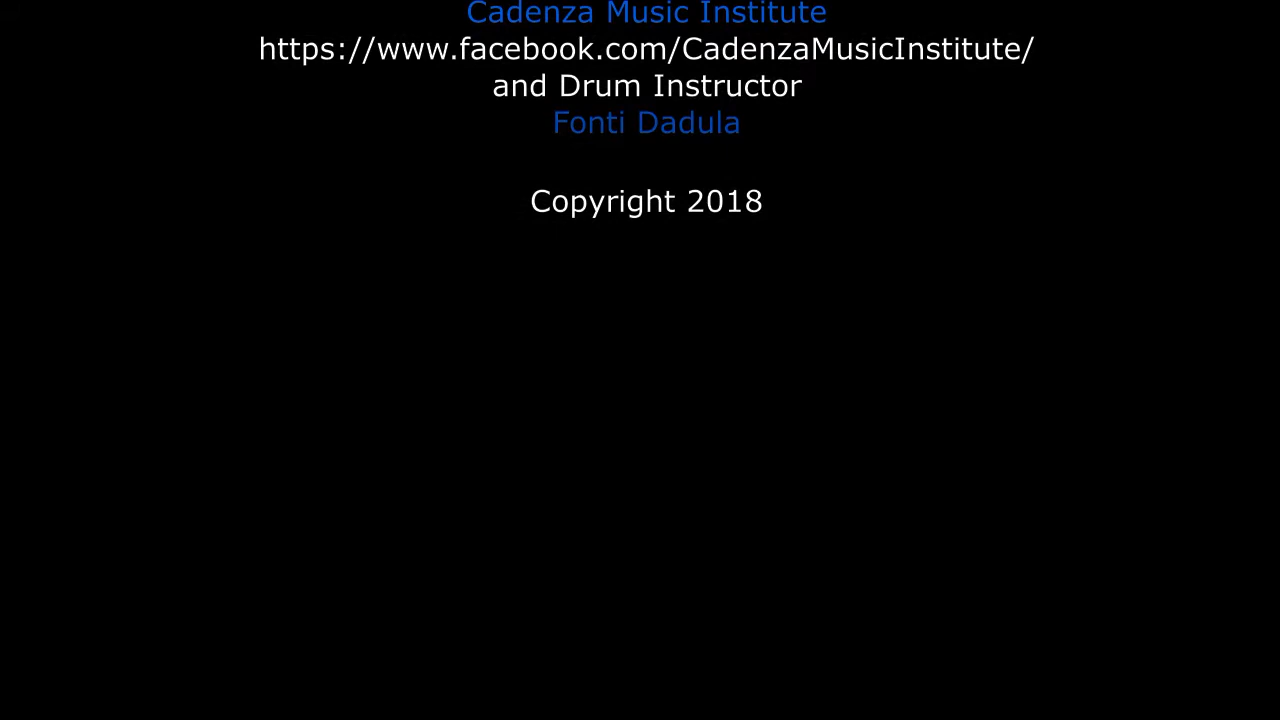 Cadenza Music Institute
https://www.facebook.com/CadenzaMusicInstitute/
and Drum Instructor
Fonti Dadula
Copyright 2018